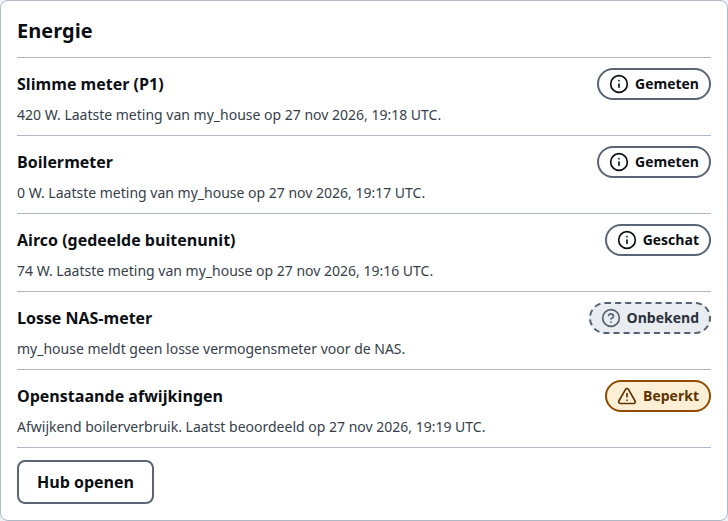 Energie
Slimme meter (P1)
Gemeten
420 W. Laatste meting van my_house op 27 nov 2026, 19:18 UTC.
Boilermeter
Gemeten
0 W. Laatste meting van my_house op 27 nov 2026, 19:17 UTC.
Airco (gedeelde buitenunit)
Geschat
74 W. Laatste meting van my_house op 27 nov 2026, 19:16 UTC.
Losse NAS-meter
Onbekend
my_house meldt geen losse vermogensmeter voor de NAS.
Openstaande afwijkingen
Beperkt
Afwijkend boilerverbruik. Laatst beoordeeld op 27 nov 2026, 19:19 UTC.
Hub openen